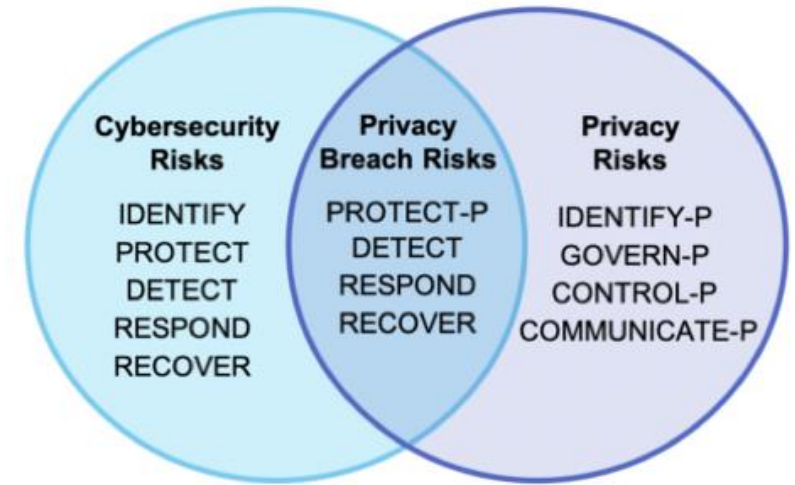 Cybersecurity
Risks
IDENTIFY
PROTECT
DETECT
RESPOND
RECOVER
Privacy
Breach Risks
PROTECT-P
DETECT
RESPOND
RECOVER
Privacy
Risks
IDENTIFY-P
GOVERN-P
CONTROL-P
COMMUNICATE-P